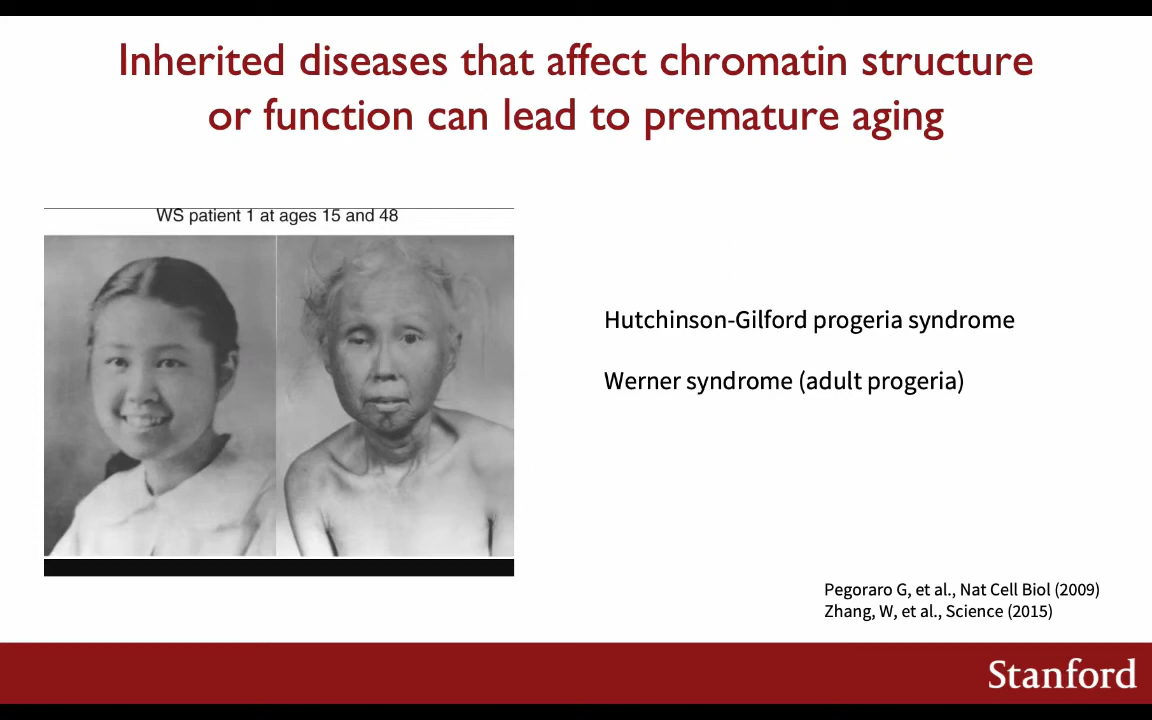 Inherited diseases that affect chromatin structure
or function can lead to premature aging
WS patient 1 at ages 15 and 48
Hutchinson-Gilford progeria syndrome
Werner syndrome (adult progeria)
Pegoraro G, et al., Nat Cell Biol (2009)
Zhang, W, et al., Science (2015)
Stanford